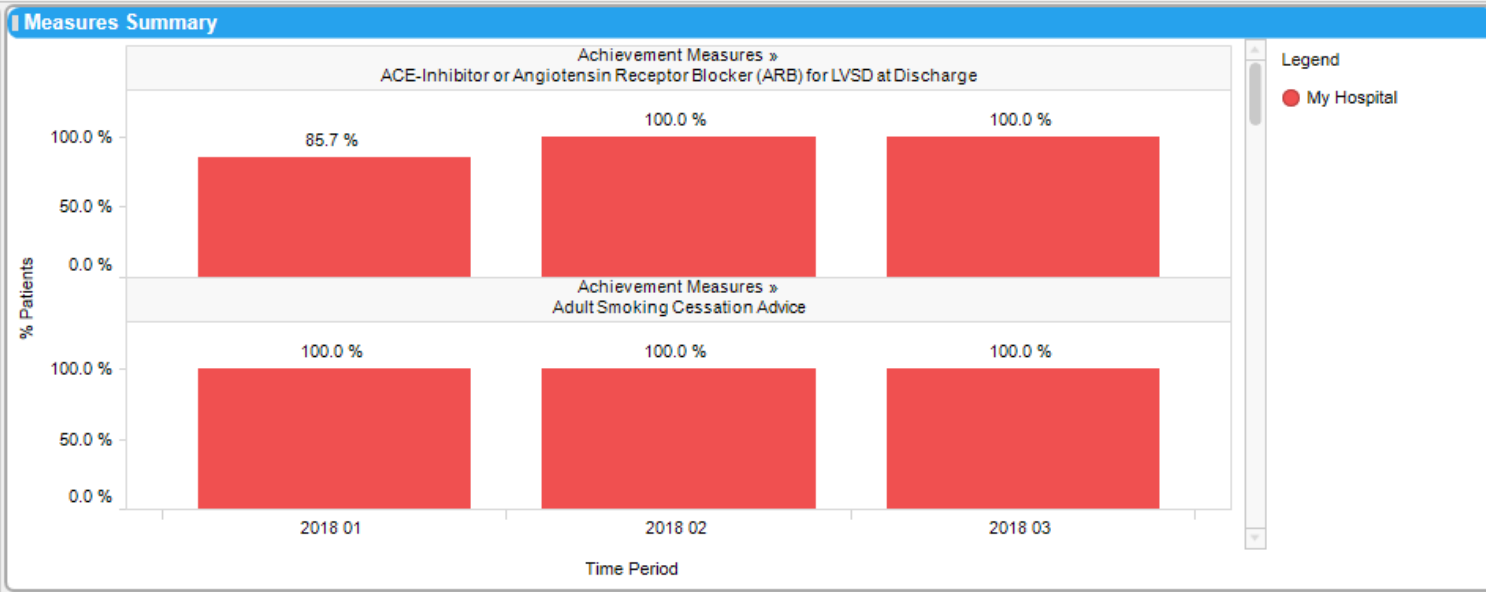 Measures Summary
Achievement Measures »
ACE-Inhibitor or Angiotensin Receptor Blocker (ARB) for LVSD at Discharge
Legend
My Hospital
% Patients
100.0 %
50.0 %
0.0 %
85.7 %
100.0 %
100.0 %
Achievement Measures »
Adult Smoking Cessation Advice
100.0 %
50.0 %
0.0 %
100.0 %
100.0 %
100.0 %
2018 01
2018 02
2018 03
Time Period